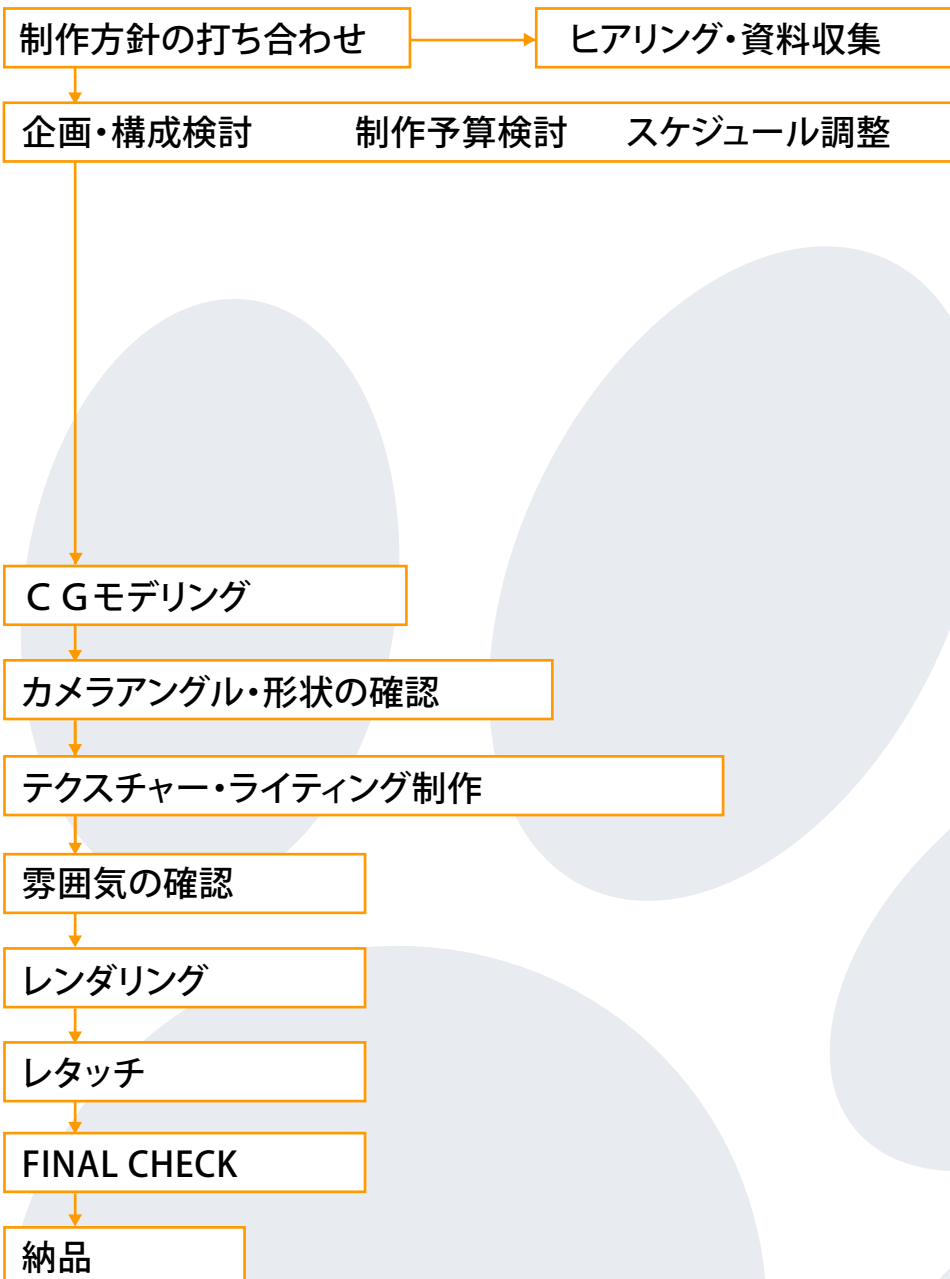 制作方針の打ち合わせ
ヒアリング・資料収集
企画・構成検討 制作予算検討 スケジュール調整
ＣＧモデリング
カメラアングル・形状の確認
テクスチャー・ライティング制作
雰囲気の確認
レンダリング
レタッチ
FINAL CHECK
納品